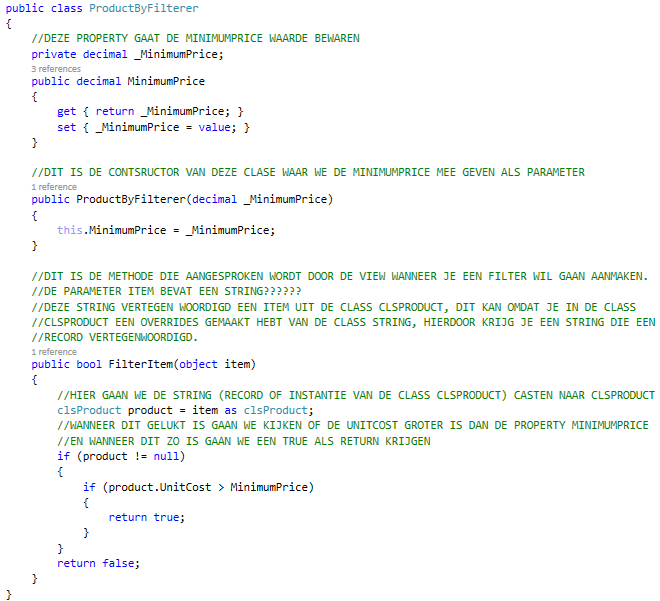 public class ProductByFilterer
{
//DEZE PROPERTY GAAT DE MINIMUMPRICE WAARDE BEWAREN
private decimal _MinimumPrice;
3 references
public decimal MinimumPrice
{
get { return _MinimumPrice; }
set { _MinimumPrice = value; }
}
//DIT IS DE CONTSRUCTOR VAN DEZE CLASE WAAR WE DE MINIMUMPRICE MEE GEVEN ALS PARAMETER
1 reference
public ProductByFilterer(decimal _MinimumPrice)
{
this.MinimumPrice = _MinimumPrice;
}
//DIT IS DE METHODE DIE AANGESPROKEN WORDT DOOR DE VIEW WANNEER JE EEN FILTER WIL GAAN AANMAKEN.
//DE PARAMETER ITEM BEVAT EEN STRING??????
//DEZE STRING VERTEGEN WOORDIGD EEN ITEM UIT DE CLASS CLSPRODUCT, DIT KAN OMDAT JE IN DE CLASS
//CLSPRODUCT EEN OVERRIDES GEMAAKT HEBT VAN DE CLASS STRING, HIERDOOR KRIJG JE EEN STRING DIE EEN
//RECORD VERTEGENWOORDIGD.
1 reference
public bool FilterItem(object item)
{
//HIER GAAN WE DE STRING (RECORD OF INSTANTIE VAN DE CLASS CLSPRODUCT) CASTEN NAAR CLSPRODUCT
clsProduct product = item as clsProduct;
//WANNEER DIT GELUKT IS GAAN WE KIJKEN OF DE UNITCOST GROTER IS DAN DE PROPERTY MINIMUMPRICE
//EN WANNEER DIT ZO IS GAAN WE EEN TRUE ALS RETURN KRIJGEN
if (product != null)
{
if (product.UnitCost > MinimumPrice)
{
return true;
}
}
return false;
}
}